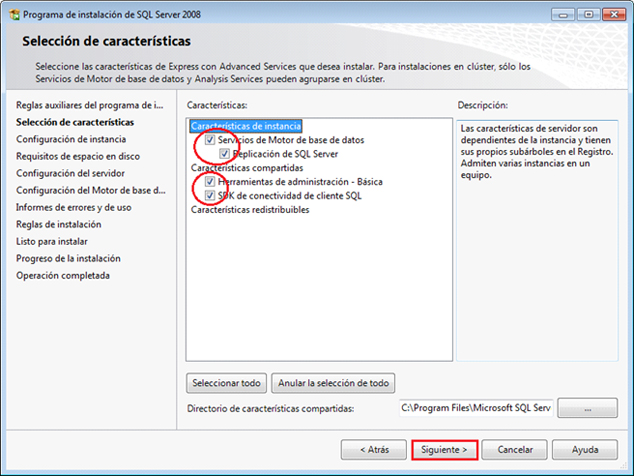 Programa de instalación de SQL Server 2008
Selección de características
Seleccione las características de Express con Advanced Services que desea instalar. Para instalaciones en clúster, sólo los
Servicios de Motor de base de datos y Analysis Services pueden agruparse en clúster.
Reglas auxiliares del programa de i...
Selección de características
Configuración de instancia
Requisitos de espacio en disco
Configuración del servidor
Configuración del Motor de base d...
Informes de errores y de uso
Reglas de instalación
Listo para instalar
Progreso de la instalación
Operación completada
Características:
Características de instancia
Servicios de Motor de base de datos
Replicación de SQL Server
Características compartidas
Herramientas de administración - Básica
SDK de conectividad de cliente SQL
Características redistribuibles
Descripción:
Las características de servidor son
dependientes de la instancia y tienen
sus propios subárboles en el Registro.
Admiten varias instancias en un
equipo.
Seleccionar todo
Anular la selección de todo
Directorio de características compartidas:
C:\Program Files\Microsoft SQL Serv
...
< Atrás
Siguiente >
Cancelar
Ayuda